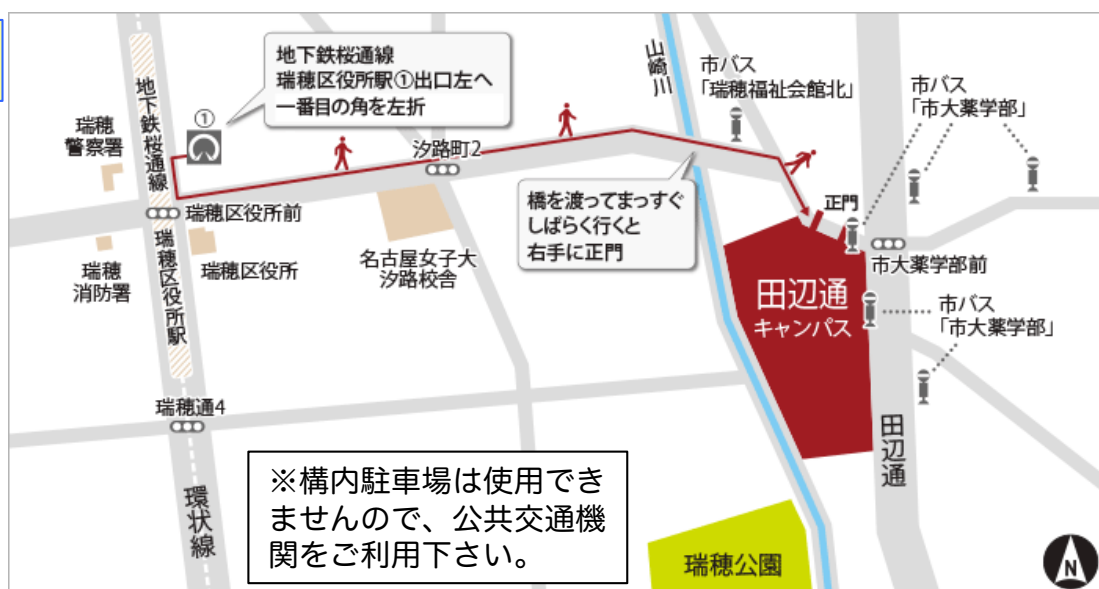 地下鉄桜通線
瑞穂区役所駅①出口左へ
一番目の角を左折
①
地下鉄桜通線
瑞穂区役所駅
瑞穂
警察署
瑞穂区役所前
瑞穂
消防署
瑞穂区役所
汐路町2
名古屋女子大
汐路校舎
山崎川
市バス
「瑞穂福祉会館北」
市バス
「市大薬学部」
橋を渡ってまっすぐ
しばらく行くと
右手に正門
正門
市大薬学部前
田辺通
キャンパス
市バス
「市大薬学部」
瑞穂通4
環状線
田辺通
※構内駐車場は使用でき
ませんので、公共交通機
関をご利用下さい。
瑞穂公園
N